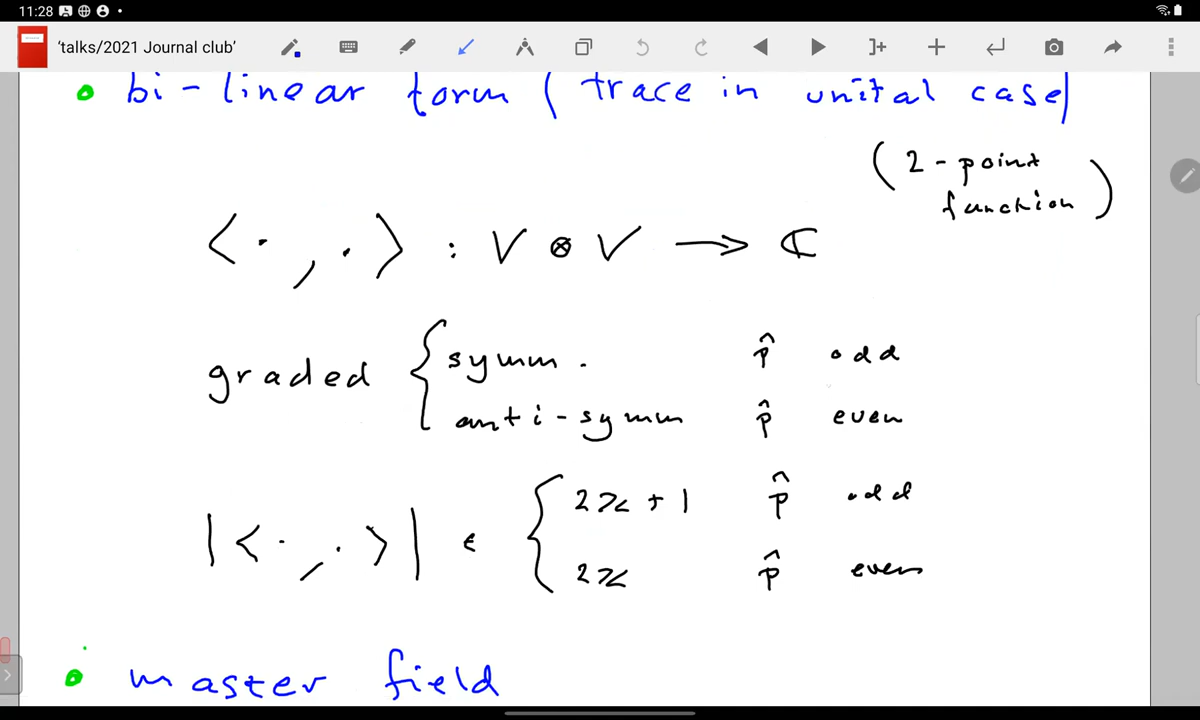 11:28
'talks/2021 Journal club'
• bi-linear form (trace in unital case)
(2-point function)
< · , · > : V ⊗ V → ℂ
graded { symm. p̂ odd
anti-symm p̂ even
|< · , · >| ∈ { 2ℤ + 1 p̂ odd
2ℤ p̂ even
• master field